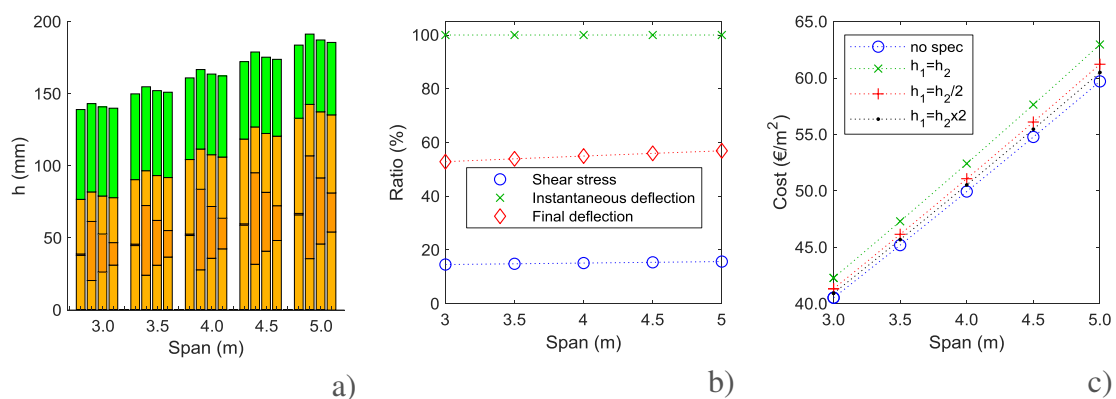 200
150
100
50
0
h (mm)
3.0 3.5 4.0 4.5 5.0
Span (m)
a)
100
80
60
40
20
0
Ratio (%)
Shear stress
Instantaneous deflection
Final deflection
3 3.5 4 4.5 5
Span (m)
b)
65.0
60.0
55.0
50.0
45.0
40.0
Cost (€/m²)
no spec
h₁=h₂
h₁=h₂/2
h₁=h₂x2
3.0 3.5 4.0 4.5 5.0
Span (m)
c)